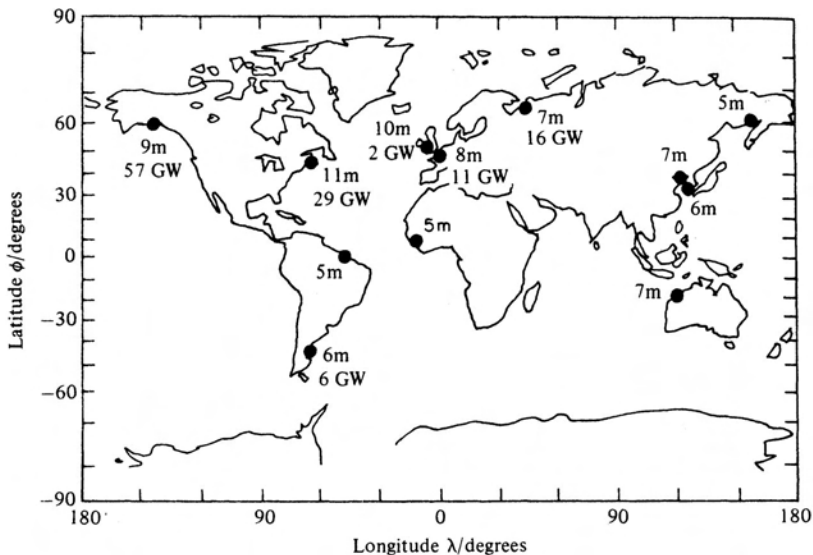 90
60
30
0
−30
−60
−90
Latitude ϕ/degrees
10m
2 GW
7m
16 GW
5m
9m
57 GW
11m
29 GW
8m
11 GW
7m
6m
5m
5m
7m
6m
6 GW
180
90
0
90
180
Longitude λ/degrees